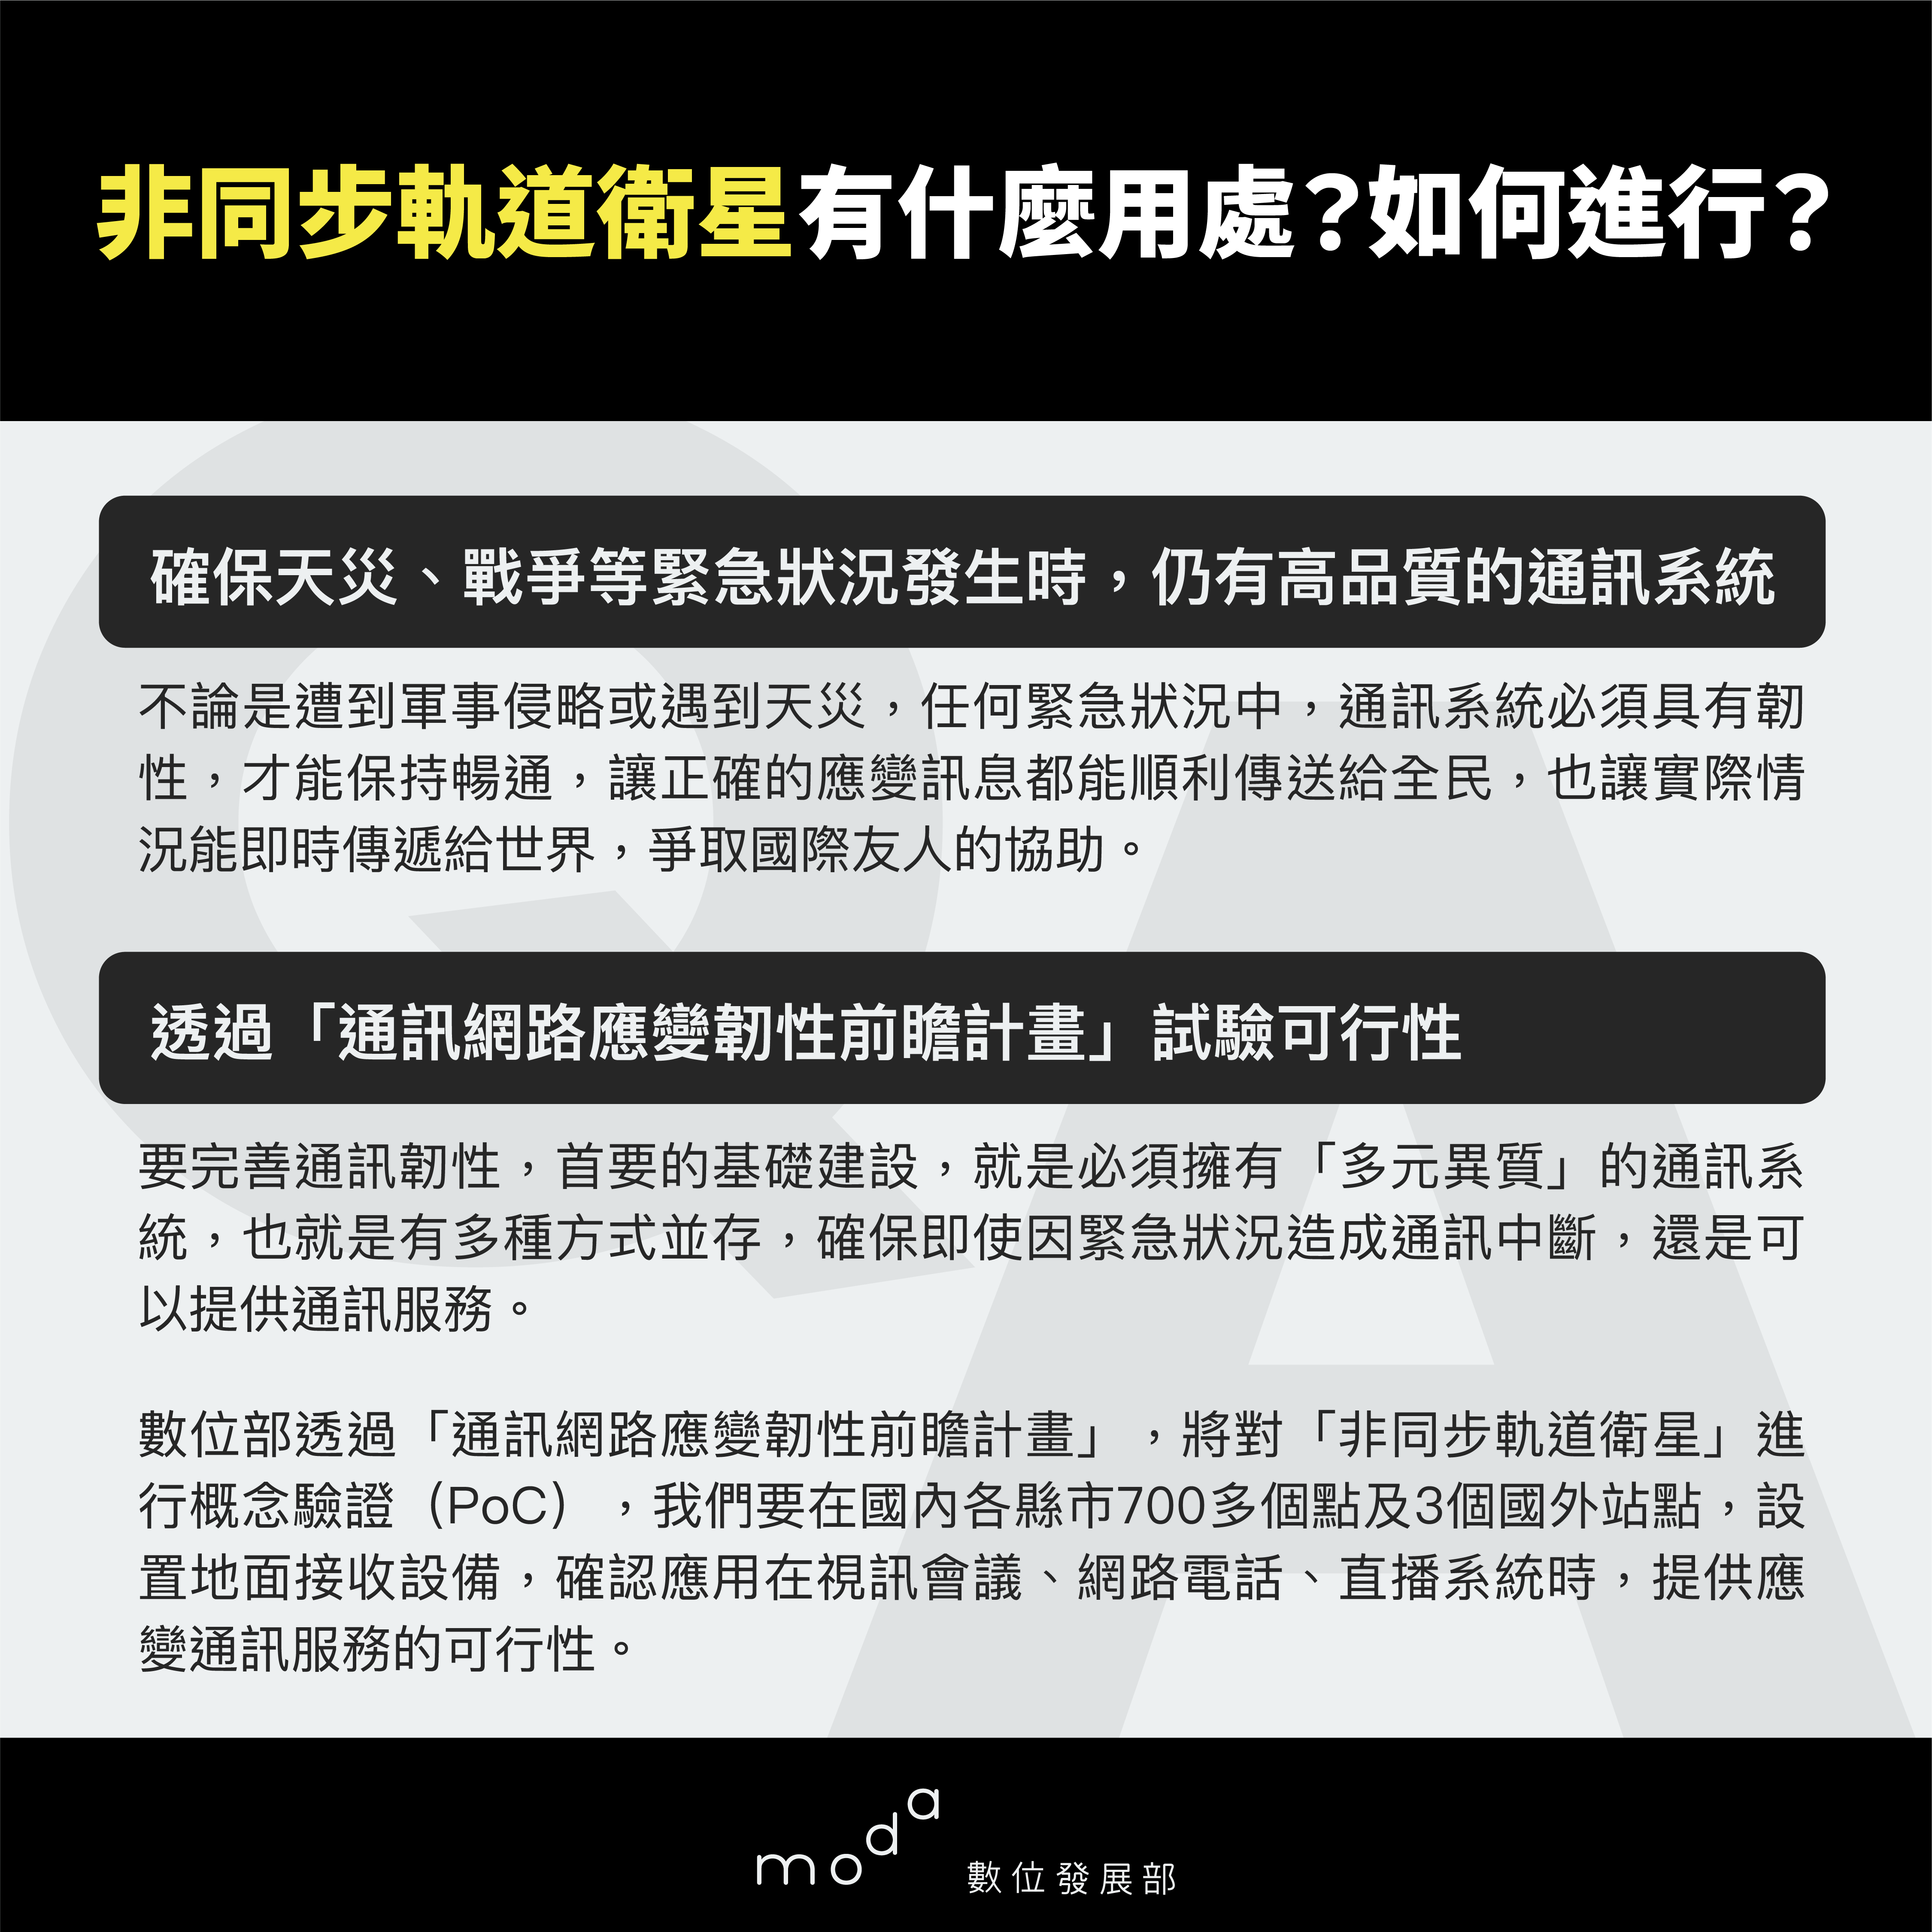 非同步軌道衛星有什麼用處？如何進行？
確保天災、戰爭等緊急狀況發生時，仍有高品質的通訊系統
不論是遭到軍事侵略或遇到天災，任何緊急狀況中，通訊系統必須具有韌
性，才能保持暢通，讓正確的應變訊息都能順利傳送給全民，也讓實際情
況能即時傳遞給世界，爭取國際友人的協助。
透過「通訊網路應變韌性前瞻計畫」試驗可行性
要完善通訊韌性，首要的基礎建設，就是必須擁有「多元異質」的通訊系
統，也就是有多種方式並存，確保即使因緊急狀況造成通訊中斷，還是可
以提供通訊服務。
數位部透過「通訊網路應變韌性前瞻計畫」，將對「非同步軌道衛星」進
行概念驗證（PoC），我們要在國內各縣市700多個點及3個國外站點，設
置地面接收設備，確認應用在視訊會議、網路電話、直播系統時，提供應
變通訊服務的可行性。
moda 數位發展部